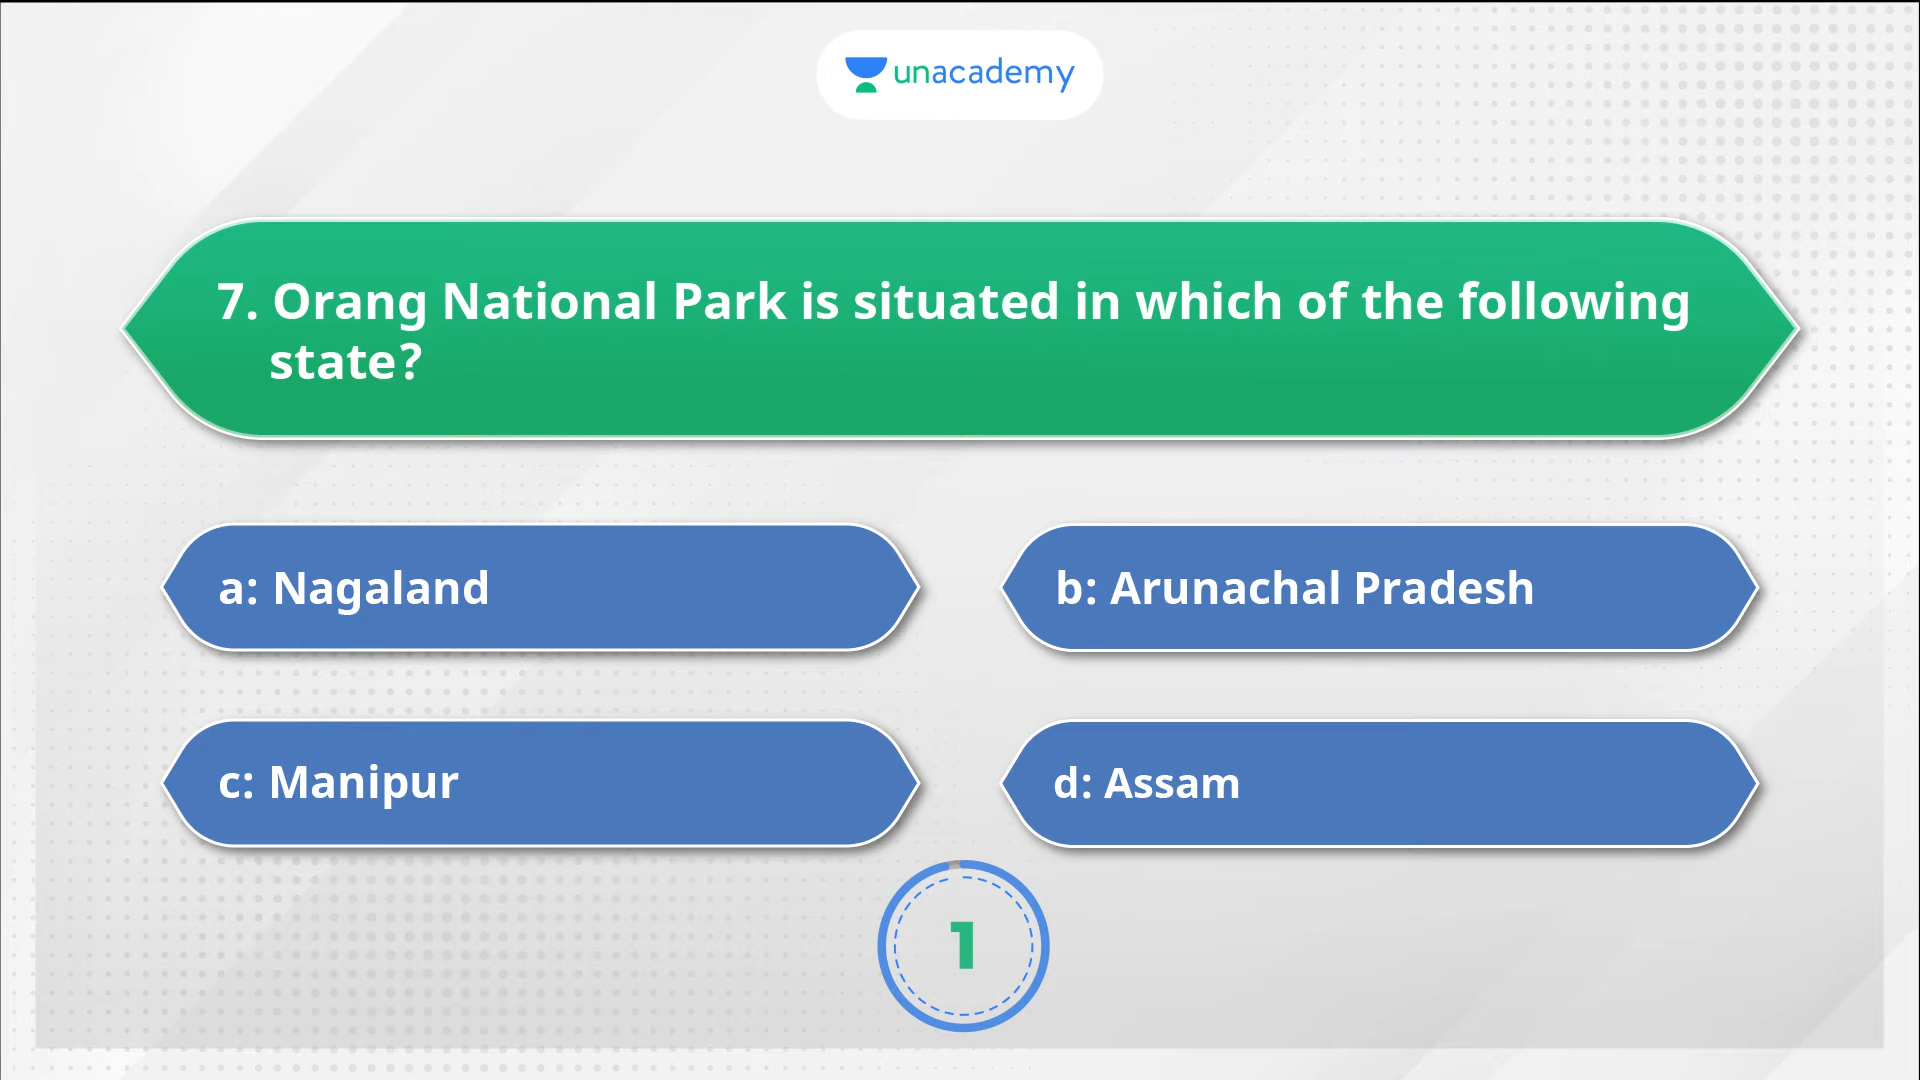 unacademy
7. Orang National Park is situated in which of the following
state?
a: Nagaland
b: Arunachal Pradesh
c: Manipur
d: Assam
1